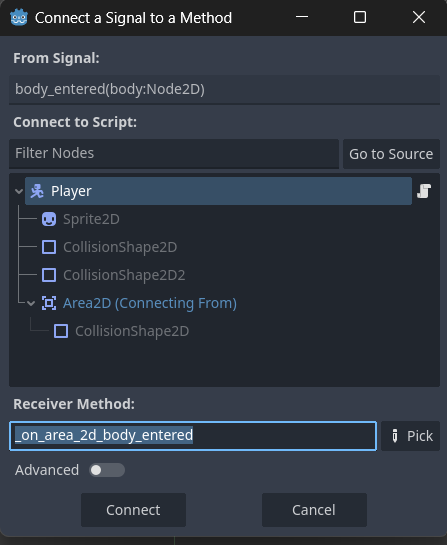 Connect a Signal to a Method
From Signal:
body_entered(body:Node2D)
Connect to Script:
Filter Nodes
Go to Source
Player
Sprite2D
CollisionShape2D
CollisionShape2D2
Area2D (Connecting From)
CollisionShape2D
Receiver Method:
_on_area_2d_body_entered
Pick
Advanced
Connect
Cancel